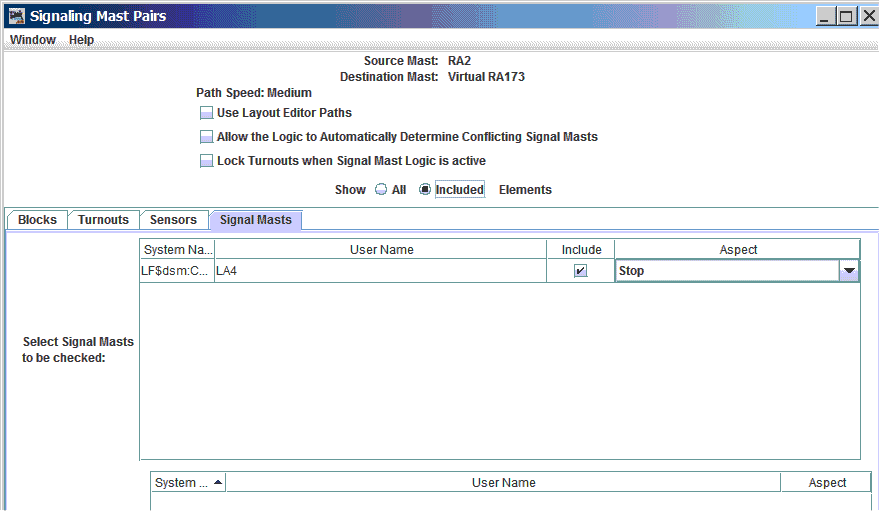 Signaling Mast Pairs
Window Help
Source Mast: RA2
Destination Mast: Virtual RA173
Path Speed: Medium
Use Layout Editor Paths
Allow the Logic to Automatically Determine Conflicting Signal Masts
Lock Turnouts when Signal Mast Logic is active
Show All Included Elements
Blocks Turnouts Sensors Signal Masts
System Na... User Name Include Aspect
LF$dsm:C... LA4 Stop
Select Signal Masts
to be checked:
System ... User Name Aspect